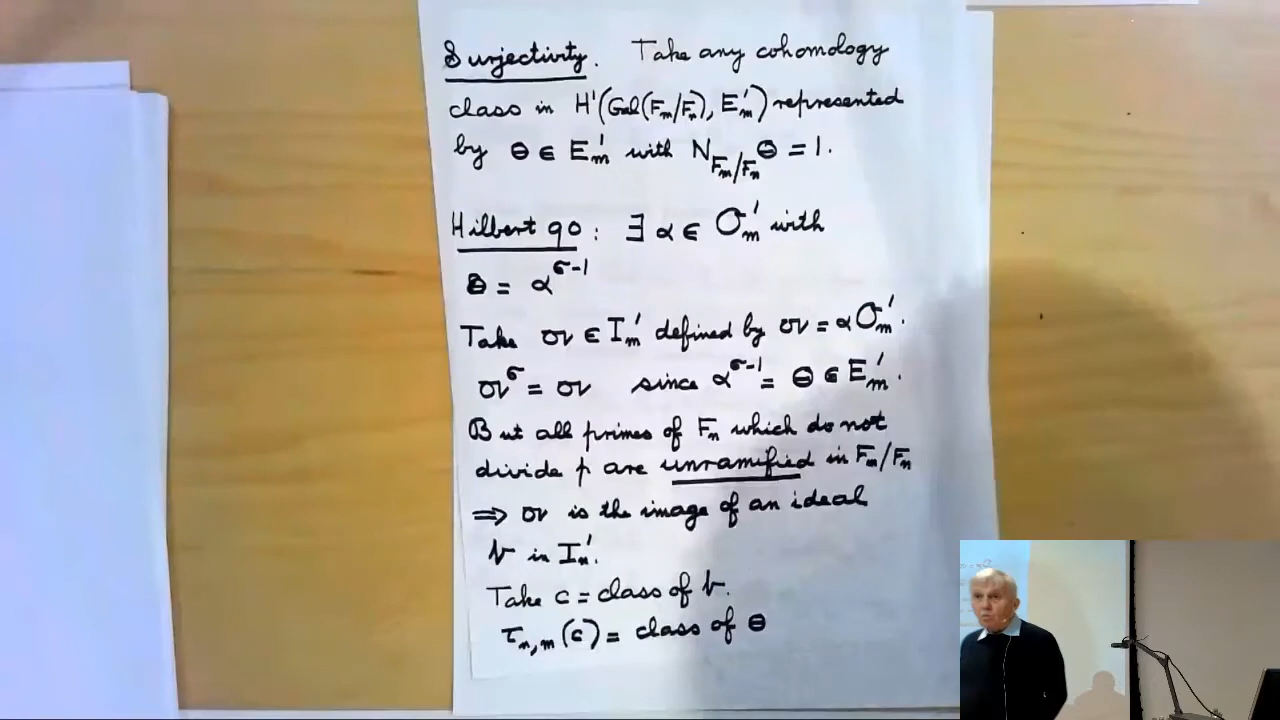 Surjectivity. Take any cohomology
class in H¹(Gal(Fₘ/Fₙ), E′ₘ) represented
by Θ ∈ E′ₘ with N_{Fₘ/Fₙ} Θ = 1.
Hilbert 90: ∃ α ∈ O′ₘ with
Θ = α^{σ-1}
Take 𝔞 ∈ I′ₘ defined by 𝔞 = αO′ₘ.
𝔞^σ = 𝔞 since α^{σ-1} = Θ ∈ E′ₘ.
But all primes of Fₙ which do not
divide p are unramified in Fₘ/Fₙ
⇒ 𝔞 is the image of an ideal
𝔟 in I′ₙ.
Take c = class of 𝔟.
τ_{n,m}(c) = class of Θ